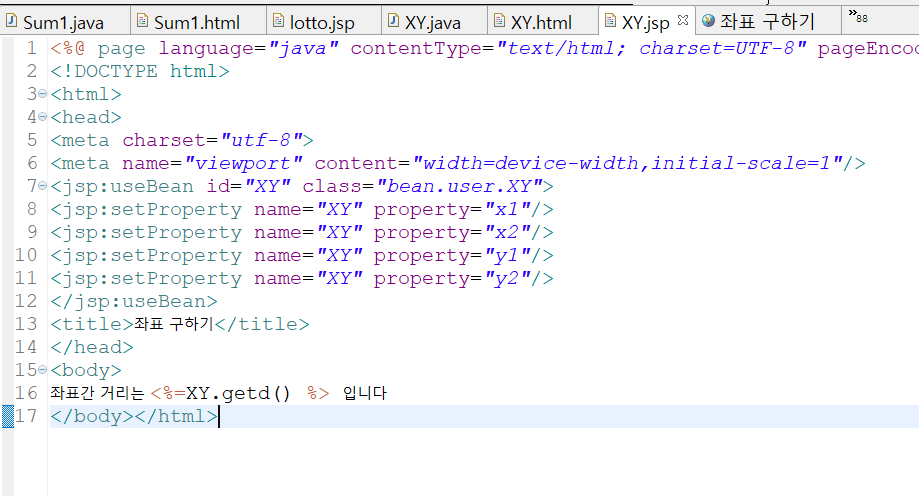 Sum1.java Sum1.html lotto.jsp XY.java XY.html XY.jsp 좌표 구하기 »88
1 <%@ page language="java" contentType="text/html; charset=UTF-8" pageEnco
2 <!DOCTYPE html>
3 <html>
4 <head>
5 <meta charset="utf-8">
6 <meta name="viewport" content="width=device-width,initial-scale=1"/>
7 <jsp:useBean id="XY" class="bean.user.XY">
8 <jsp:setProperty name="XY" property="x1"/>
9 <jsp:setProperty name="XY" property="x2"/>
10 <jsp:setProperty name="XY" property="y1"/>
11 <jsp:setProperty name="XY" property="y2"/>
12 </jsp:useBean>
13 <title>좌표 구하기</title>
14 </head>
15 <body>
16 좌표간 거리는 <%=XY.getd() %> 입니다
17 </body></html>